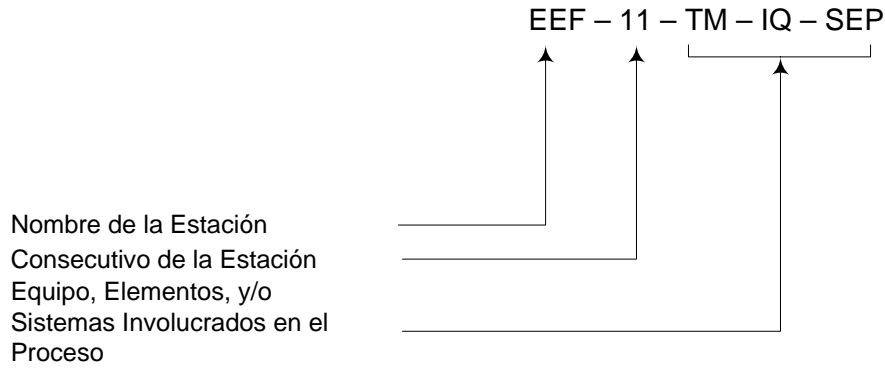 EEF – 11 – TM – IQ – SEP
Nombre de la Estación
Consecutivo de la Estación
Equipo, Elementos, y/o
Sistemas Involucrados en el
Proceso